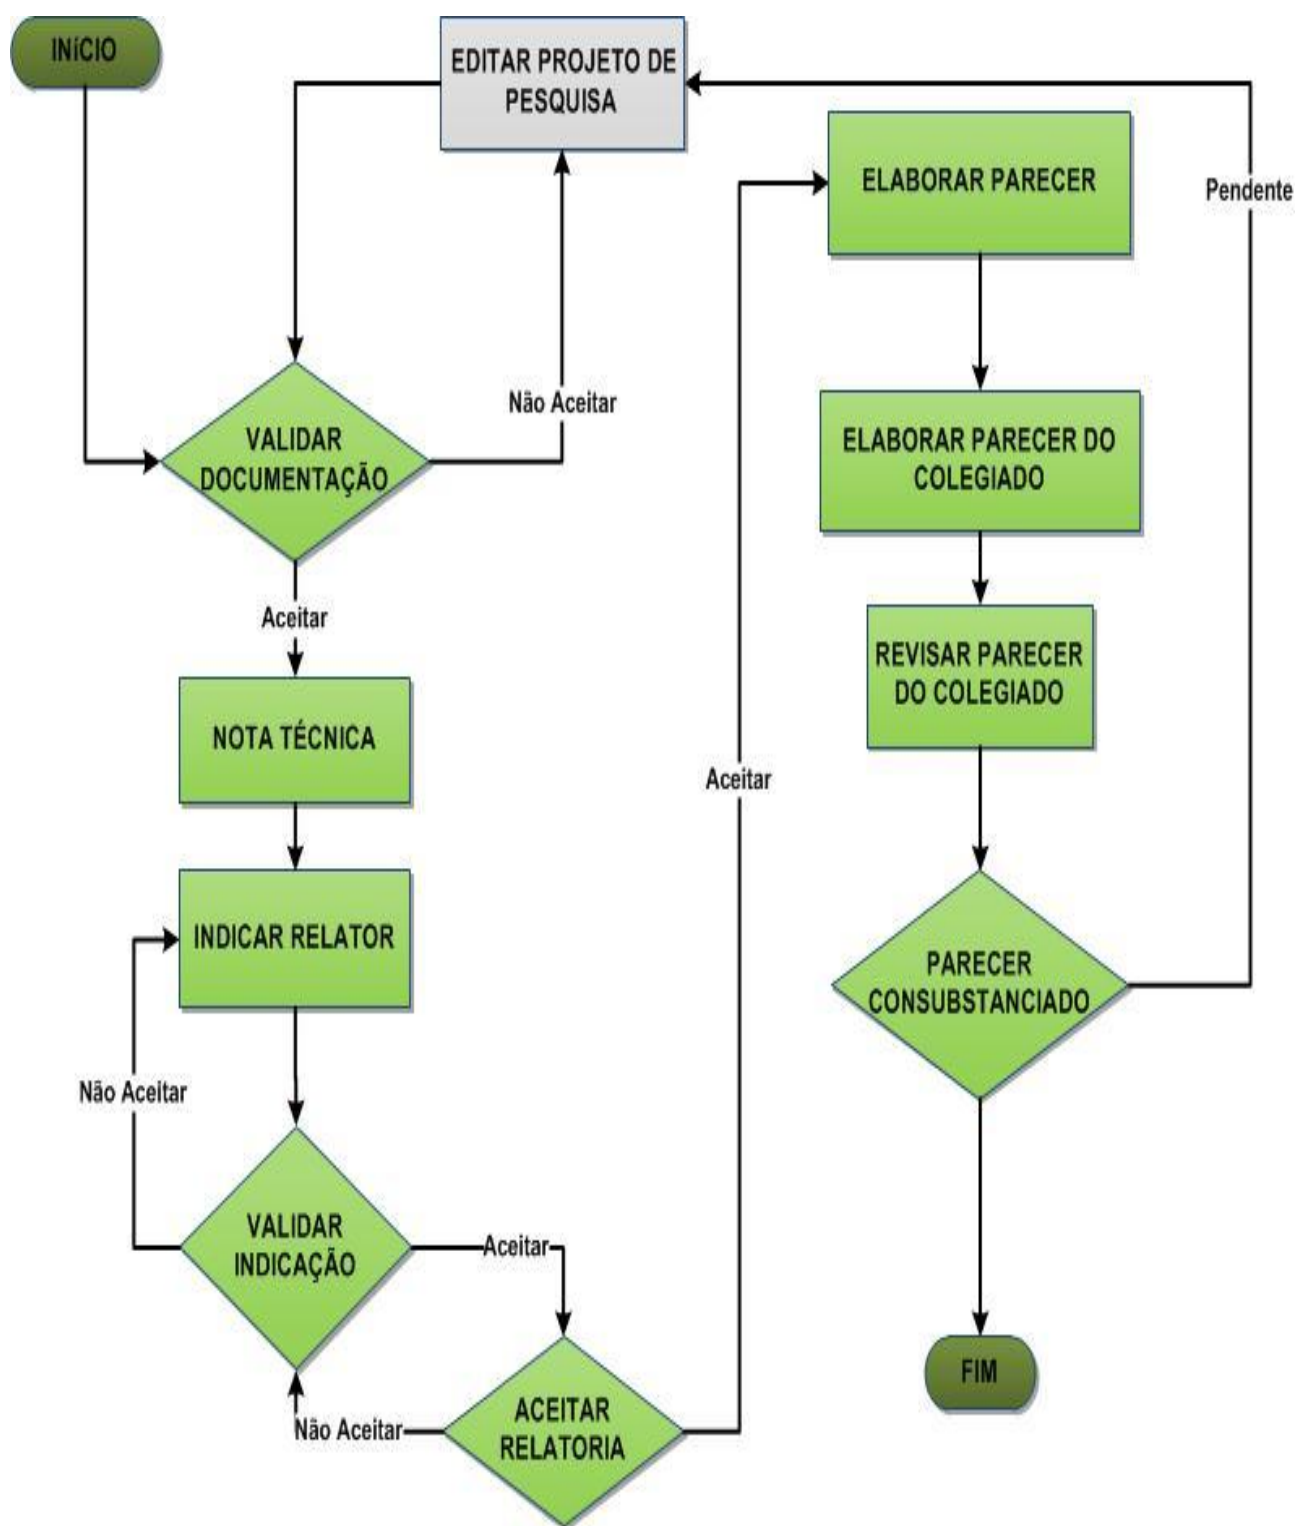 INíCIO
EDITAR PROJETO DE
PESQUISA
ELABORAR PARECER
Pendente
Não Aceitar
VALIDAR
DOCUMENTAÇÃO
ELABORAR PARECER DO
COLEGIADO
Aceitar
REVISAR PARECER
DO COLEGIADO
NOTA TÉCNICA
Aceitar
INDICAR RELATOR
PARECER
CONSUBSTANCIADO
Não Aceitar
VALIDAR
INDICAÇÃO
Aceitar
FIM
ACEITAR
RELATORIA
Não Aceitar